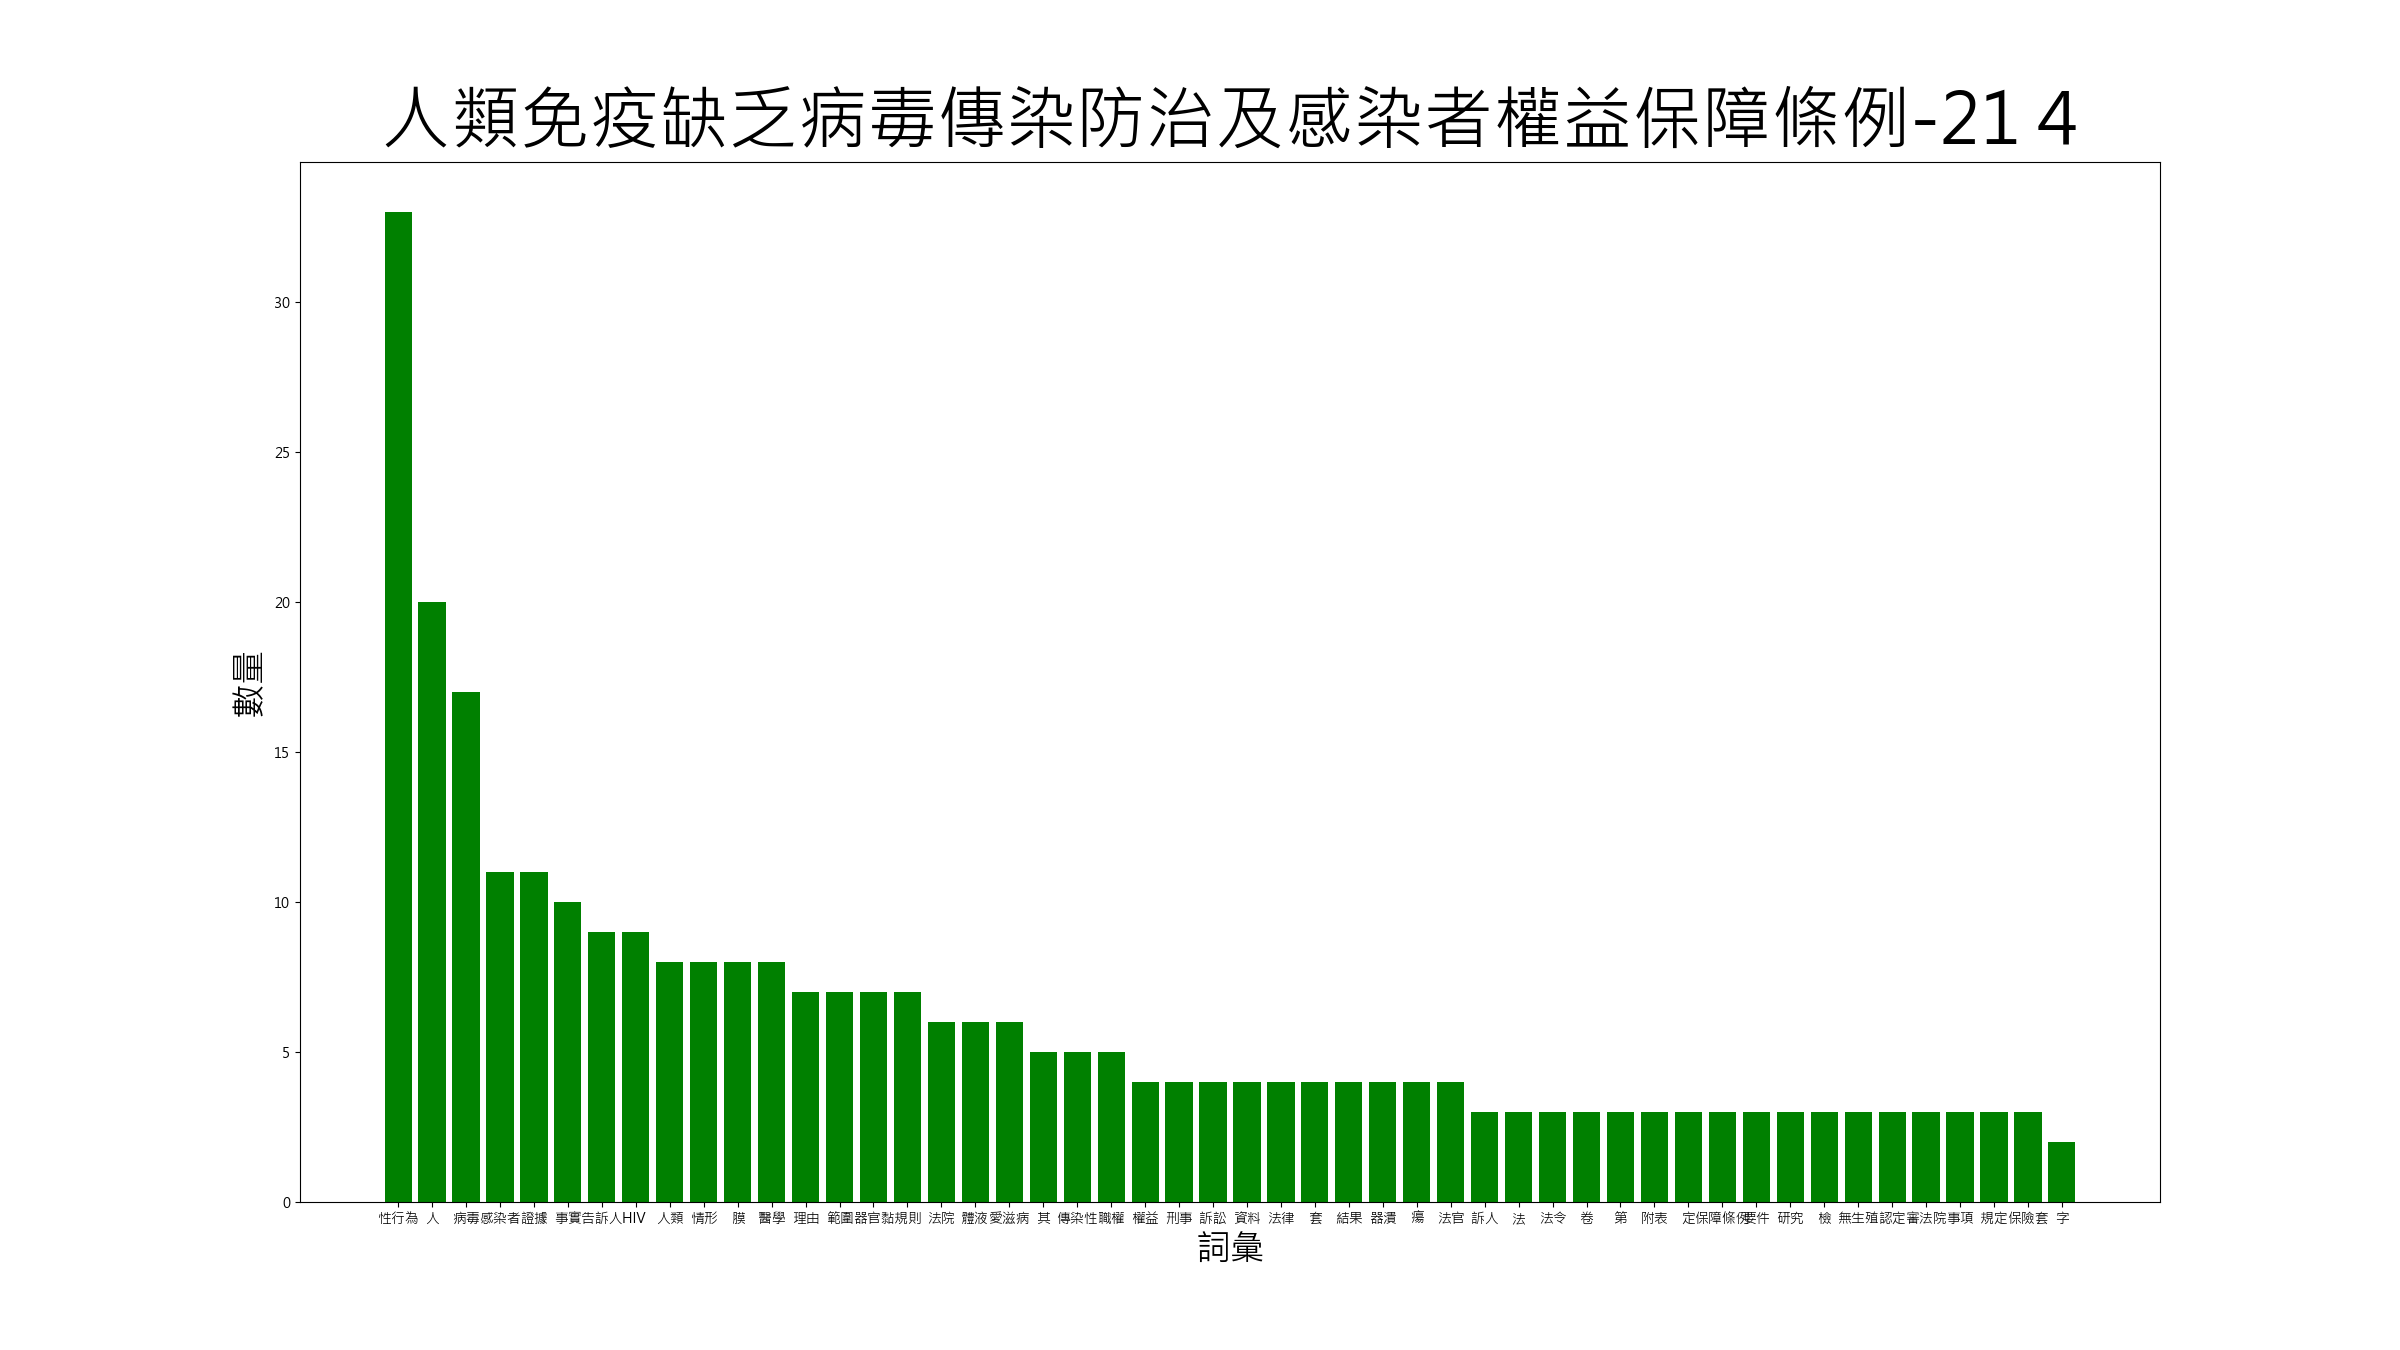 人類免疫缺乏病毒傳染防治及感染者權益保障條例-21 4
數量
30
25
20
15
10
5
0
性行為 人 病毒 感染者 證據 事實 告訴人 HIV 人類 情形 膜 醫學 理由 範圍 器官黏 規則 法院 體液 愛滋病 其 傳染性 職權 權益 刑事 訴訟 資料 法律 套 結果 器潰 瘍 法官 訴人 法 法令 卷 第 附表 定 保障條例 要件 研究 檢 無生殖 認定 審法院 事項 規定 保險套 字
詞彙